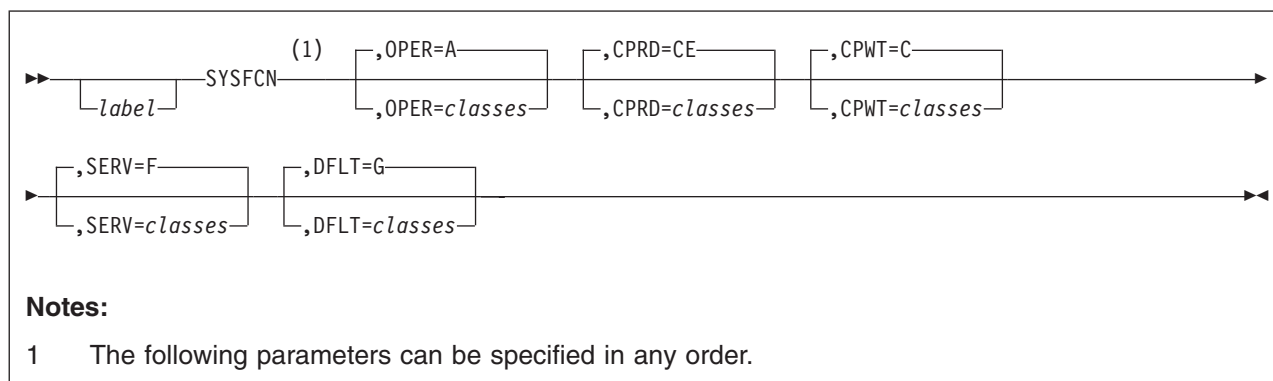 (1) ,OPER=A ,CPRD=CE ,CPWT=C
SYSFCN
label ,OPER=classes ,CPRD=classes ,CPWT=classes
,SERV=F ,DFLT=G
,SERV=classes ,DFLT=classes
Notes:
1 The following parameters can be specified in any order.